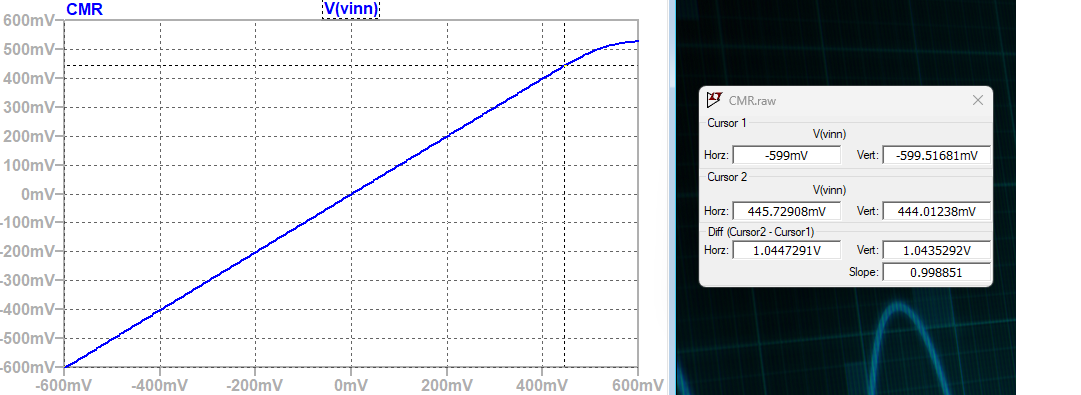 CMR V(vinn)
600mV
500mV
400mV
300mV
200mV
100mV
0mV
-100mV
-200mV
-300mV
-400mV
-500mV
-600mV
-600mV -400mV -200mV 0mV 200mV 400mV 600mV
CMR.raw
Cursor 1
V(vinn)
Horz: -599mV Vert: -599.51681mV
Cursor 2
V(vinn)
Horz: 445.72908mV Vert: 444.01238mV
Diff (Cursor2 - Cursor1)
Horz: 1.0447291V Vert: 1.0435292V
Slope: 0.998851